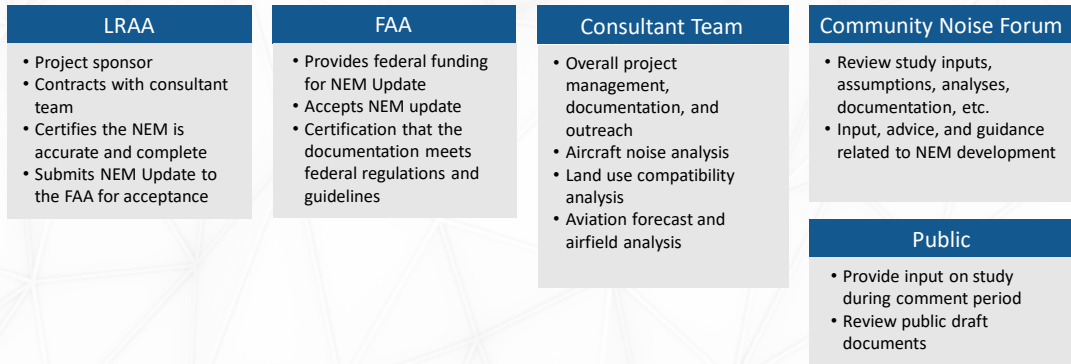 LRAA
• Project sponsor
• Contracts with consultant
team
• Certifies the NEM is
accurate and complete
• Submits NEM Update to
the FAA for acceptance
FAA
• Provides federal funding
for NEM Update
• Accepts NEM update
• Certification that the
documentation meets
federal regulations and
guidelines
Consultant Team
• Overall project
management,
documentation, and
outreach
• Aircraft noise analysis
• Land use compatibility
analysis
• Aviation forecast and
airfield analysis
Community Noise Forum
• Review study inputs,
assumptions, analyses,
documentation, etc.
• Input, advice, and guidance
related to NEM development
Public
• Provide input on study
during comment period
• Review public draft
documents